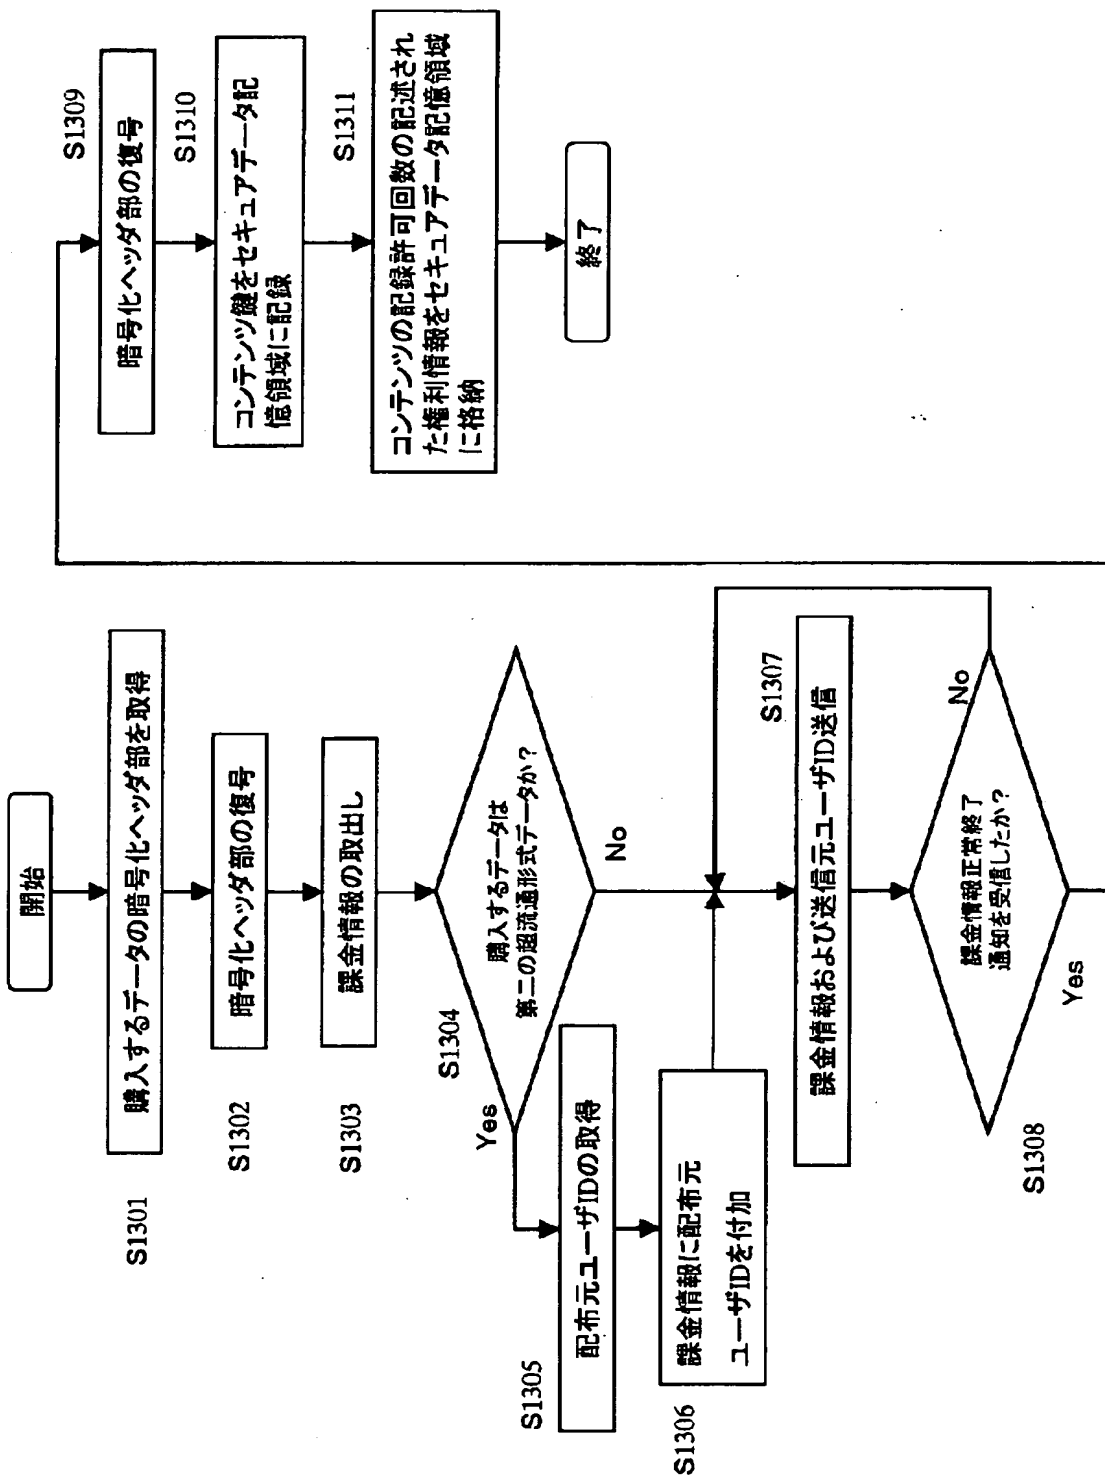 開始
S1301
購入するデータの暗号化ヘッダ部を取得
S1302
暗号化ヘッダ部の復号
S1303
課金情報の取出し
S1304
購入するデータは
第二の超流通形式データか?
Yes
No
S1305
配布元ユーザIDの取得
S1306
課金情報に配布元
ユーザIDを付加
S1307
課金情報および送信元ユーザID送信
S1308
課金情報正常終了
通知を受信したか?
No
Yes
S1309
暗号化ヘッダ部の復号
S1310
コンテンツ鍵をセキュアデータ記
憶領域に記録
S1311
コンテンツの記録許可回数の記述され
た権利情報をセキュアデータ記憶領域
に格納
終了